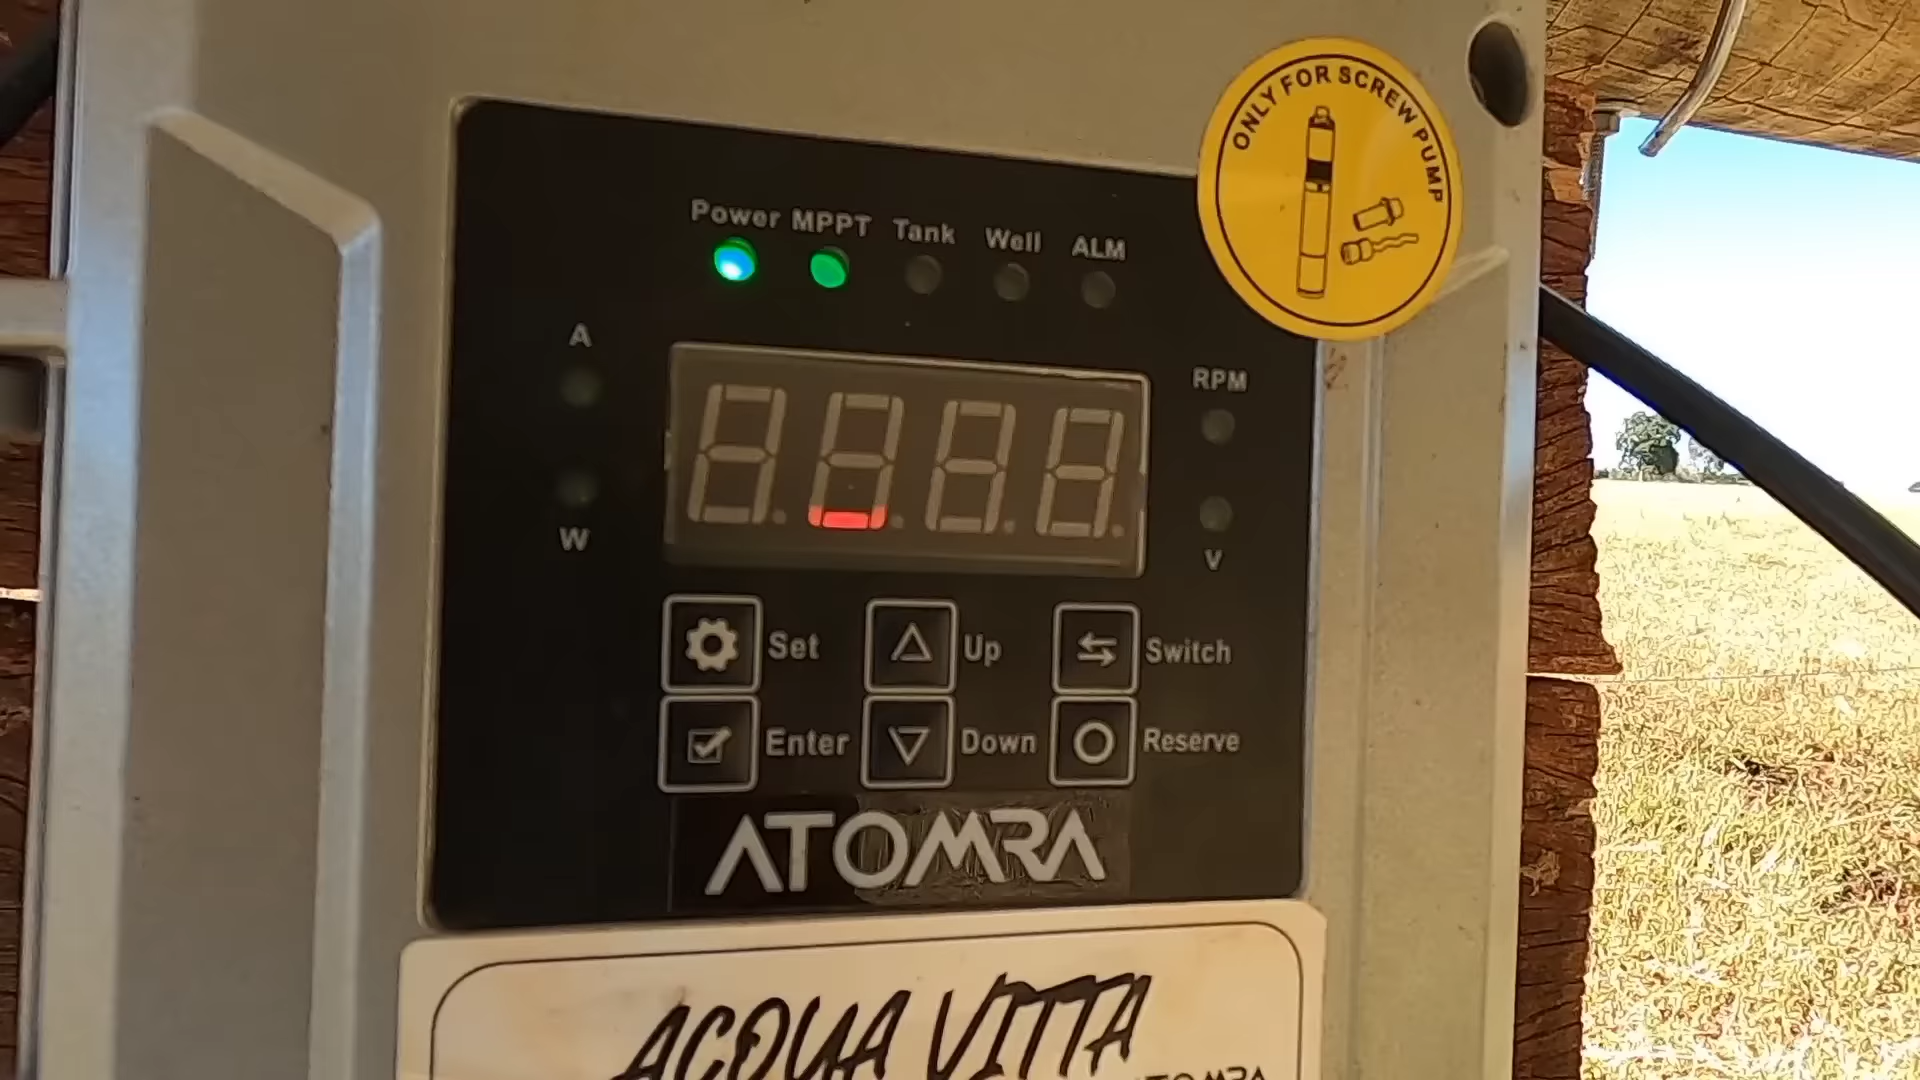 ONLY FOR SCREW PUMP
Power MPPT Tank Well ALM
A
RPM
W
V
Set Up Switch
Enter Down Reserve
ATOMRA
ACQUA VITTA
ATOMRA